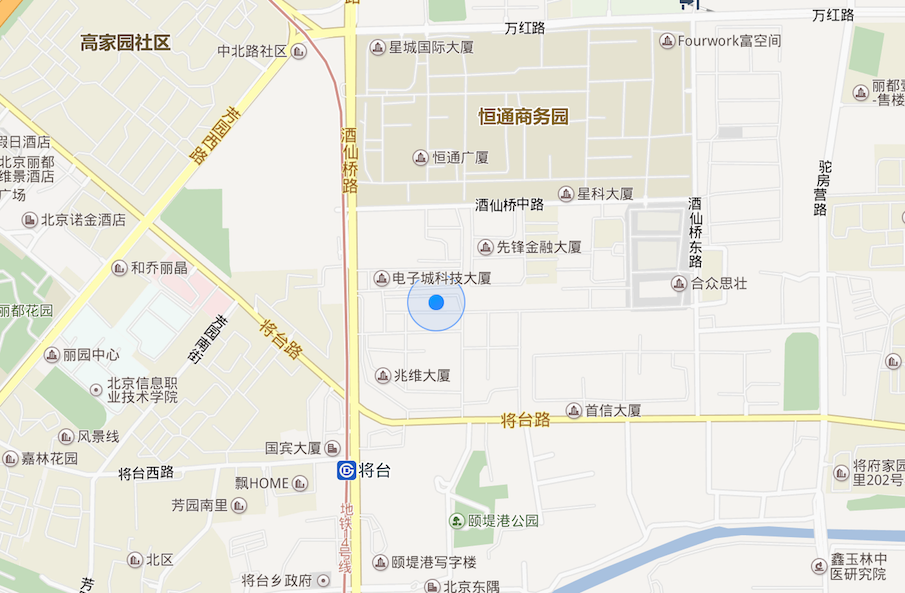 路
万红路
万红路
高家园社区
中北路社区
星城国际大厦
Fourwork富空间
丽都壹
-售楼
恒通商务园
芳园西路
酒仙桥路
假日酒店
北京丽都
维景酒店
广场
恒通广厦
驼房营路
星科大厦
酒仙桥中路
酒仙桥东路
北京诺金酒店
先锋金融大厦
和乔丽晶
电子城科技大厦
合众思壮
丽都花园
芳园南街
将台路
丽园中心
北京信息职
业技术学院
兆维大厦
首信大厦
将台路
风景线
国宾大厦
嘉林花园
将台西路
将台
将府家园
里202号
飘HOME
芳园南里
地铁14号线
颐堤港公园
北区
颐堤港写字楼
鑫玉林中
医研究院
芳
将台乡政府
北京东隅